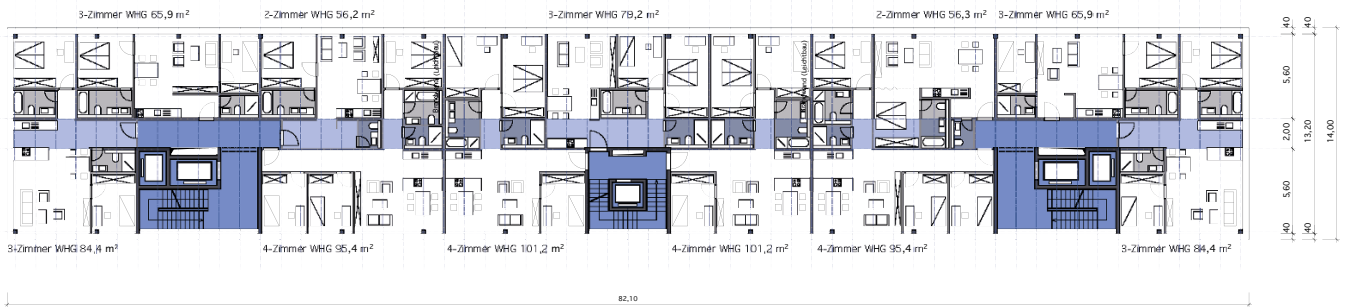 3-Zimmer WHG 65,9 m²
2-Zimmer WHG 56,2 m²
3-Zimmer WHG 79,2 m²
2-Zimmer WHG 56,3 m²
3-Zimmer WHG 65,9 m²
40
40
5,60
2,00
13,20
14,00
5,60
40
40
3-Zimmer WHG 84,4 m²
4-Zimmer WHG 95,4 m²
4-Zimmer WHG 101,2 m²
4-Zimmer WHG 101,2 m²
4-Zimmer WHG 95,4 m²
3-Zimmer WHG 84,4 m²
82,10